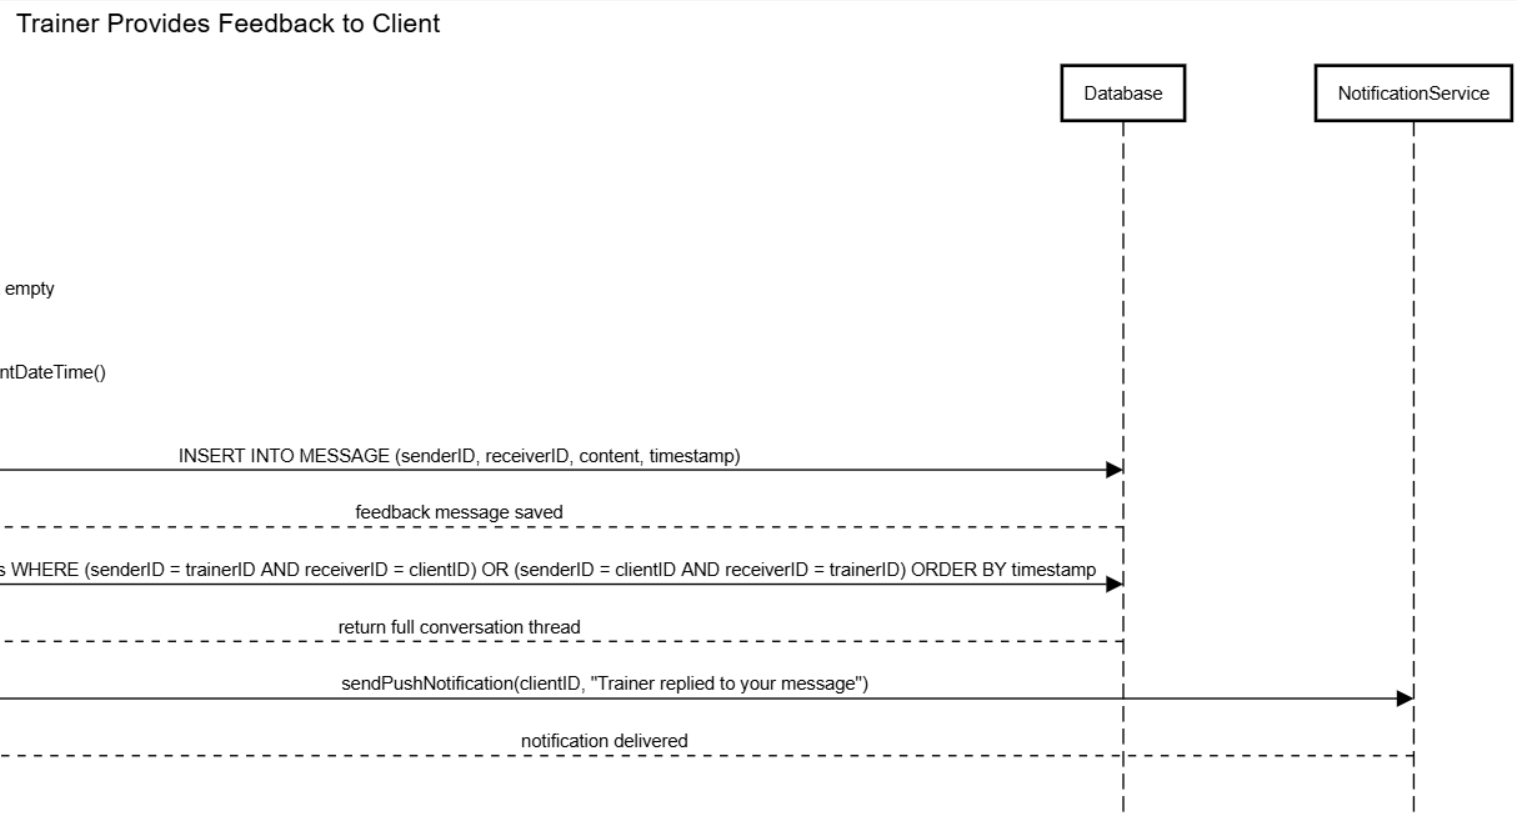 Trainer Provides Feedback to Client
Database
NotificationService
empty
ntDateTime()
INSERT INTO MESSAGE (senderID, receiverID, content, timestamp)
feedback message saved
s WHERE (senderID = trainerID AND receiverID = clientID) OR (senderID = clientID AND receiverID = trainerID) ORDER BY timestamp
return full conversation thread
sendPushNotification(clientID, "Trainer replied to your message")
notification delivered